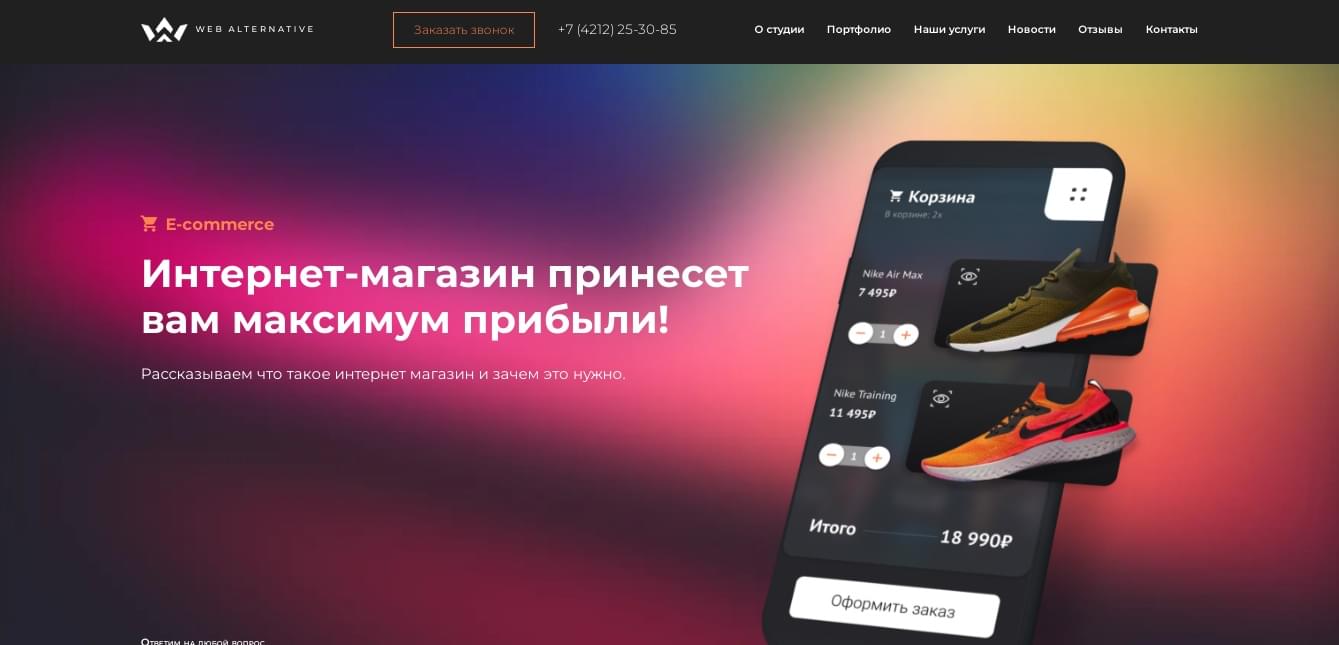 WEB ALTERNATIVE
Заказать звонок
+7 (4212) 25-30-85
О студии
Портфолио
Наши услуги
Новости
Отзывы
Контакты
E-commerce
Интернет-магазин принесет
вам максимум прибыли!
Рассказываем что такое интернет магазин и зачем это нужно.
Корзина
В корзине: 2x
Nike Air Max
7 495₽
1
Nike Training
11 495₽
1
Итого
18 990₽
Оформить заказ
Ответим на любой вопрос